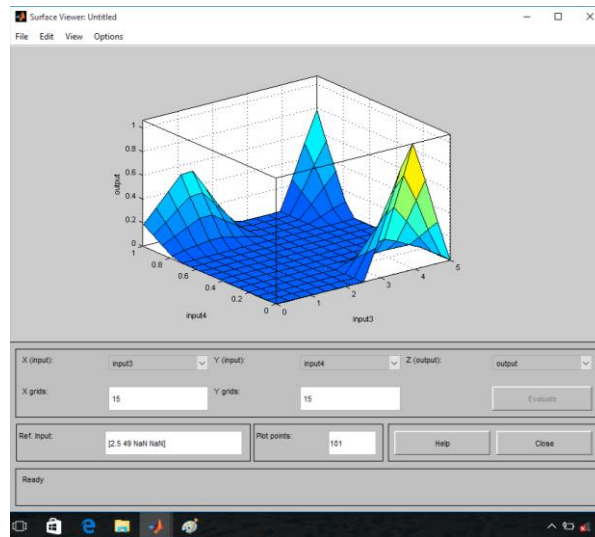 Surface Viewer: Untitled
File Edit View Options
1
0.8
0.6
0.4
0.2
0
output
1
0.8
0.6
0.4
0.2
0
input4
0
1
2
3
4
5
input3
X (input): input3 Y (input): input4 Z (output): output
X grids: 15 Y grids: 15 Evaluate
Ref. Input: [2.5 49 NaN NaN] Plot points: 101 Help Close
Ready